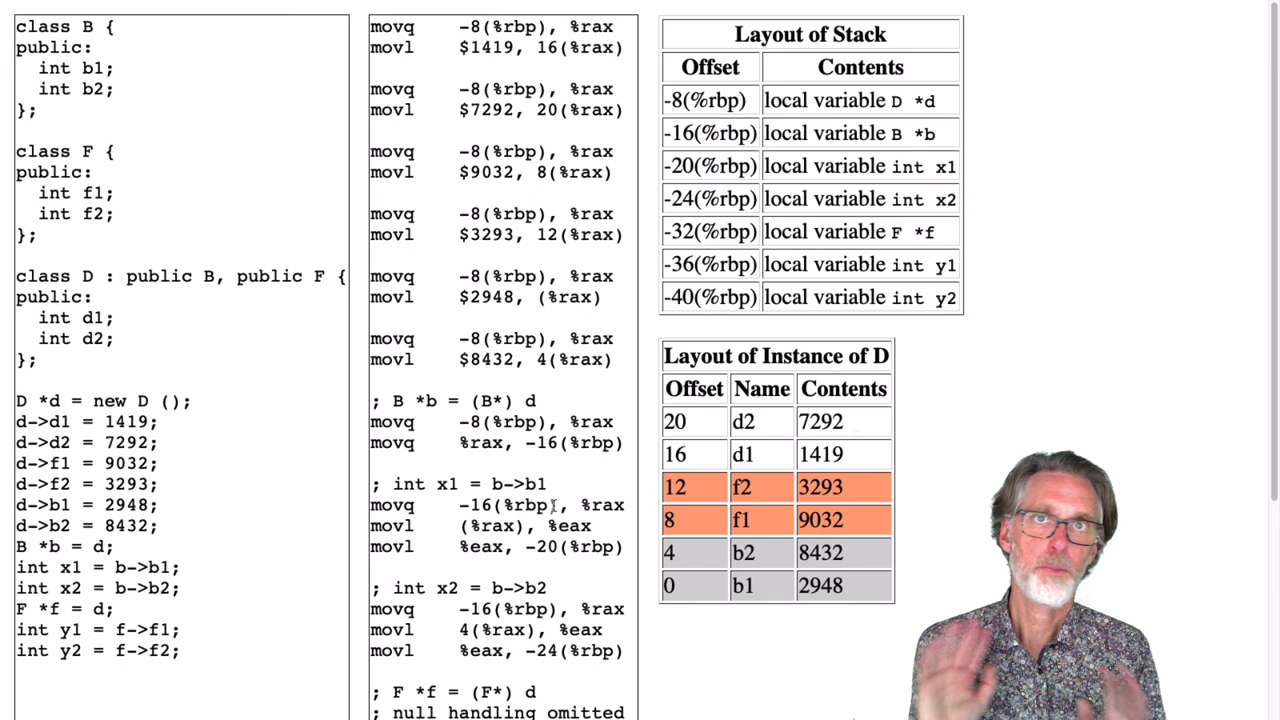 class B {
public:
  int b1;
  int b2;
};

class F {
public:
  int f1;
  int f2;
};

class D : public B, public F {
public:
  int d1;
  int d2;
};

D *d = new D ();
d->d1 = 1419;
d->d2 = 7292;
d->f1 = 9032;
d->f2 = 3293;
d->b1 = 2948;
d->b2 = 8432;
B *b = d;
int x1 = b->b1;
int x2 = b->b2;
F *f = d;
int y1 = f->f1;
int y2 = f->f2;

movq    -8(%rbp), %rax
movl    $1419, 16(%rax)

movq    -8(%rbp), %rax
movl    $7292, 20(%rax)

movq    -8(%rbp), %rax
movl    $9032, 8(%rax)

movq    -8(%rbp), %rax
movl    $3293, 12(%rax)

movq    -8(%rbp), %rax
movl    $2948, (%rax)

movq    -8(%rbp), %rax
movl    $8432, 4(%rax)

; B *b = (B*) d
movq    -8(%rbp), %rax
movq    %rax, -16(%rbp)

; int x1 = b->b1
movq    -16(%rbp), %rax
movl    (%rax), %eax
movl    %eax, -20(%rbp)

; int x2 = b->b2
movq    -16(%rbp), %rax
movl    4(%rax), %eax
movl    %eax, -24(%rbp)

; F *f = (F*) d
; null handling omitted

Layout of Stack
Offset Contents
-8(%rbp) local variable D *d
-16(%rbp) local variable B *b
-20(%rbp) local variable int x1
-24(%rbp) local variable int x2
-32(%rbp) local variable F *f
-36(%rbp) local variable int y1
-40(%rbp) local variable int y2

Layout of Instance of D
Offset Name Contents
20 d2 7292
16 d1 1419
12 f2 3293
8 f1 9032
4 b2 8432
0 b1 2948